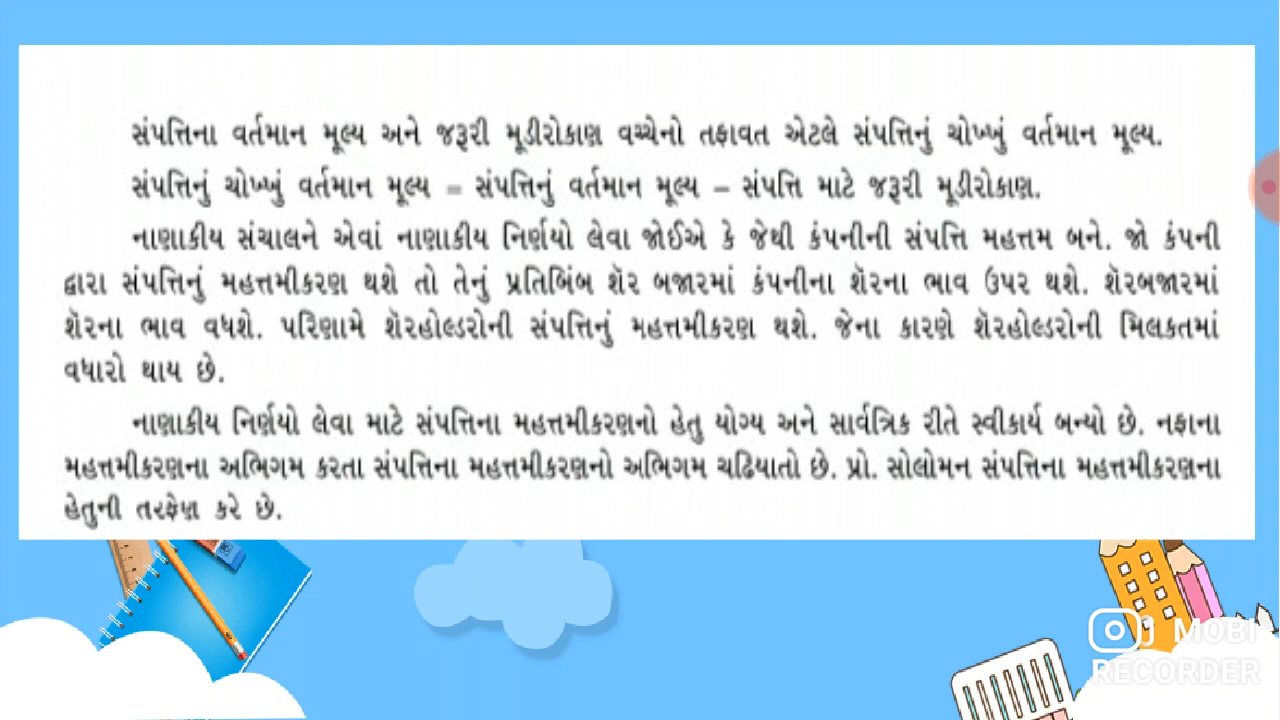 સંપત્તિના વર્તમાન મૂલ્ય અને જરૂરી મૂડીરોકાણ વચ્ચેનો તફાવત એટલે સંપત્તિનું ચોખ્ખું વર્તમાન મૂલ્ય.
સંપત્તિનું ચોખ્ખું વર્તમાન મૂલ્ય = સંપત્તિનું વર્તમાન મૂલ્ય – સંપત્તિ માટે જરૂરી મૂડીરોકાણ.
નાણાકીય સંચાલને એવાં નાણાકીય નિર્ણયો લેવા જોઈએ કે જેથી કંપનીની સંપત્તિ મહત્તમ બને. જો કંપની
દ્વારા સંપત્તિનું મહત્તમીકરણ થશે તો તેનું પ્રતિબિંબ શૅર બજારમાં કંપનીના શૅરના ભાવ ઉપર થશે. શૅરબજારમાં
શૅરના ભાવ વધશે. પરિણામે શૅરહોલ્ડરોની સંપત્તિનું મહત્તમીકરણ થશે. જેના કારણે શૅરહોલ્ડરોની મિલકતમાં
વધારો થાય છે.
નાણાકીય નિર્ણયો લેવા માટે સંપત્તિના મહત્તમીકરણનો હેતુ યોગ્ય અને સાર્વત્રિક રીતે સ્વીકાર્ય બન્યો છે. નફાના
મહત્તમીકરણના અભિગમ કરતા સંપત્તિના મહત્તમીકરણનો અભિગમ ચઢિયાતો છે. પ્રો. સોલોમન સંપત્તિના મહત્તમીકરણના
હેતુની તરફેણ કરે છે.
MOBI
RECORDER